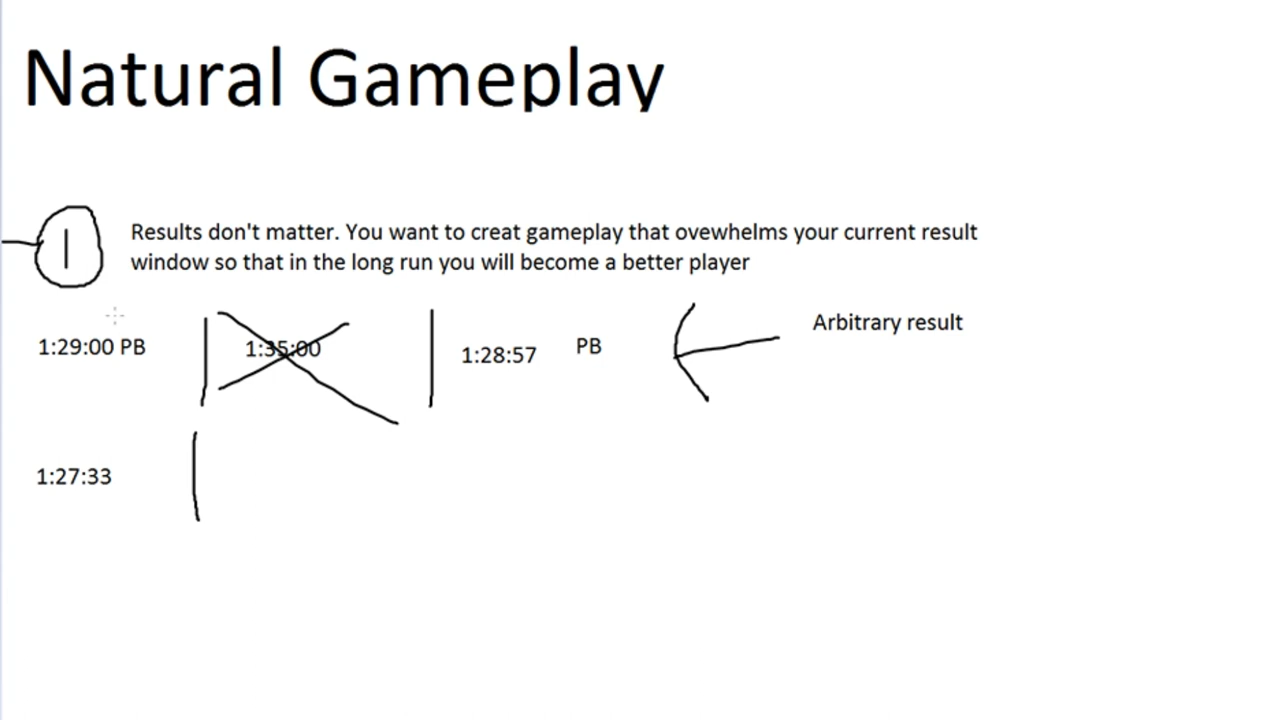 Natural Gameplay
1 Results don't matter. You want to creat gameplay that ovewhelms your current result
window so that in the long run you will become a better player
1:29:00 PB 1:35:00 1:28:57 PB Arbitrary result
1:27:33